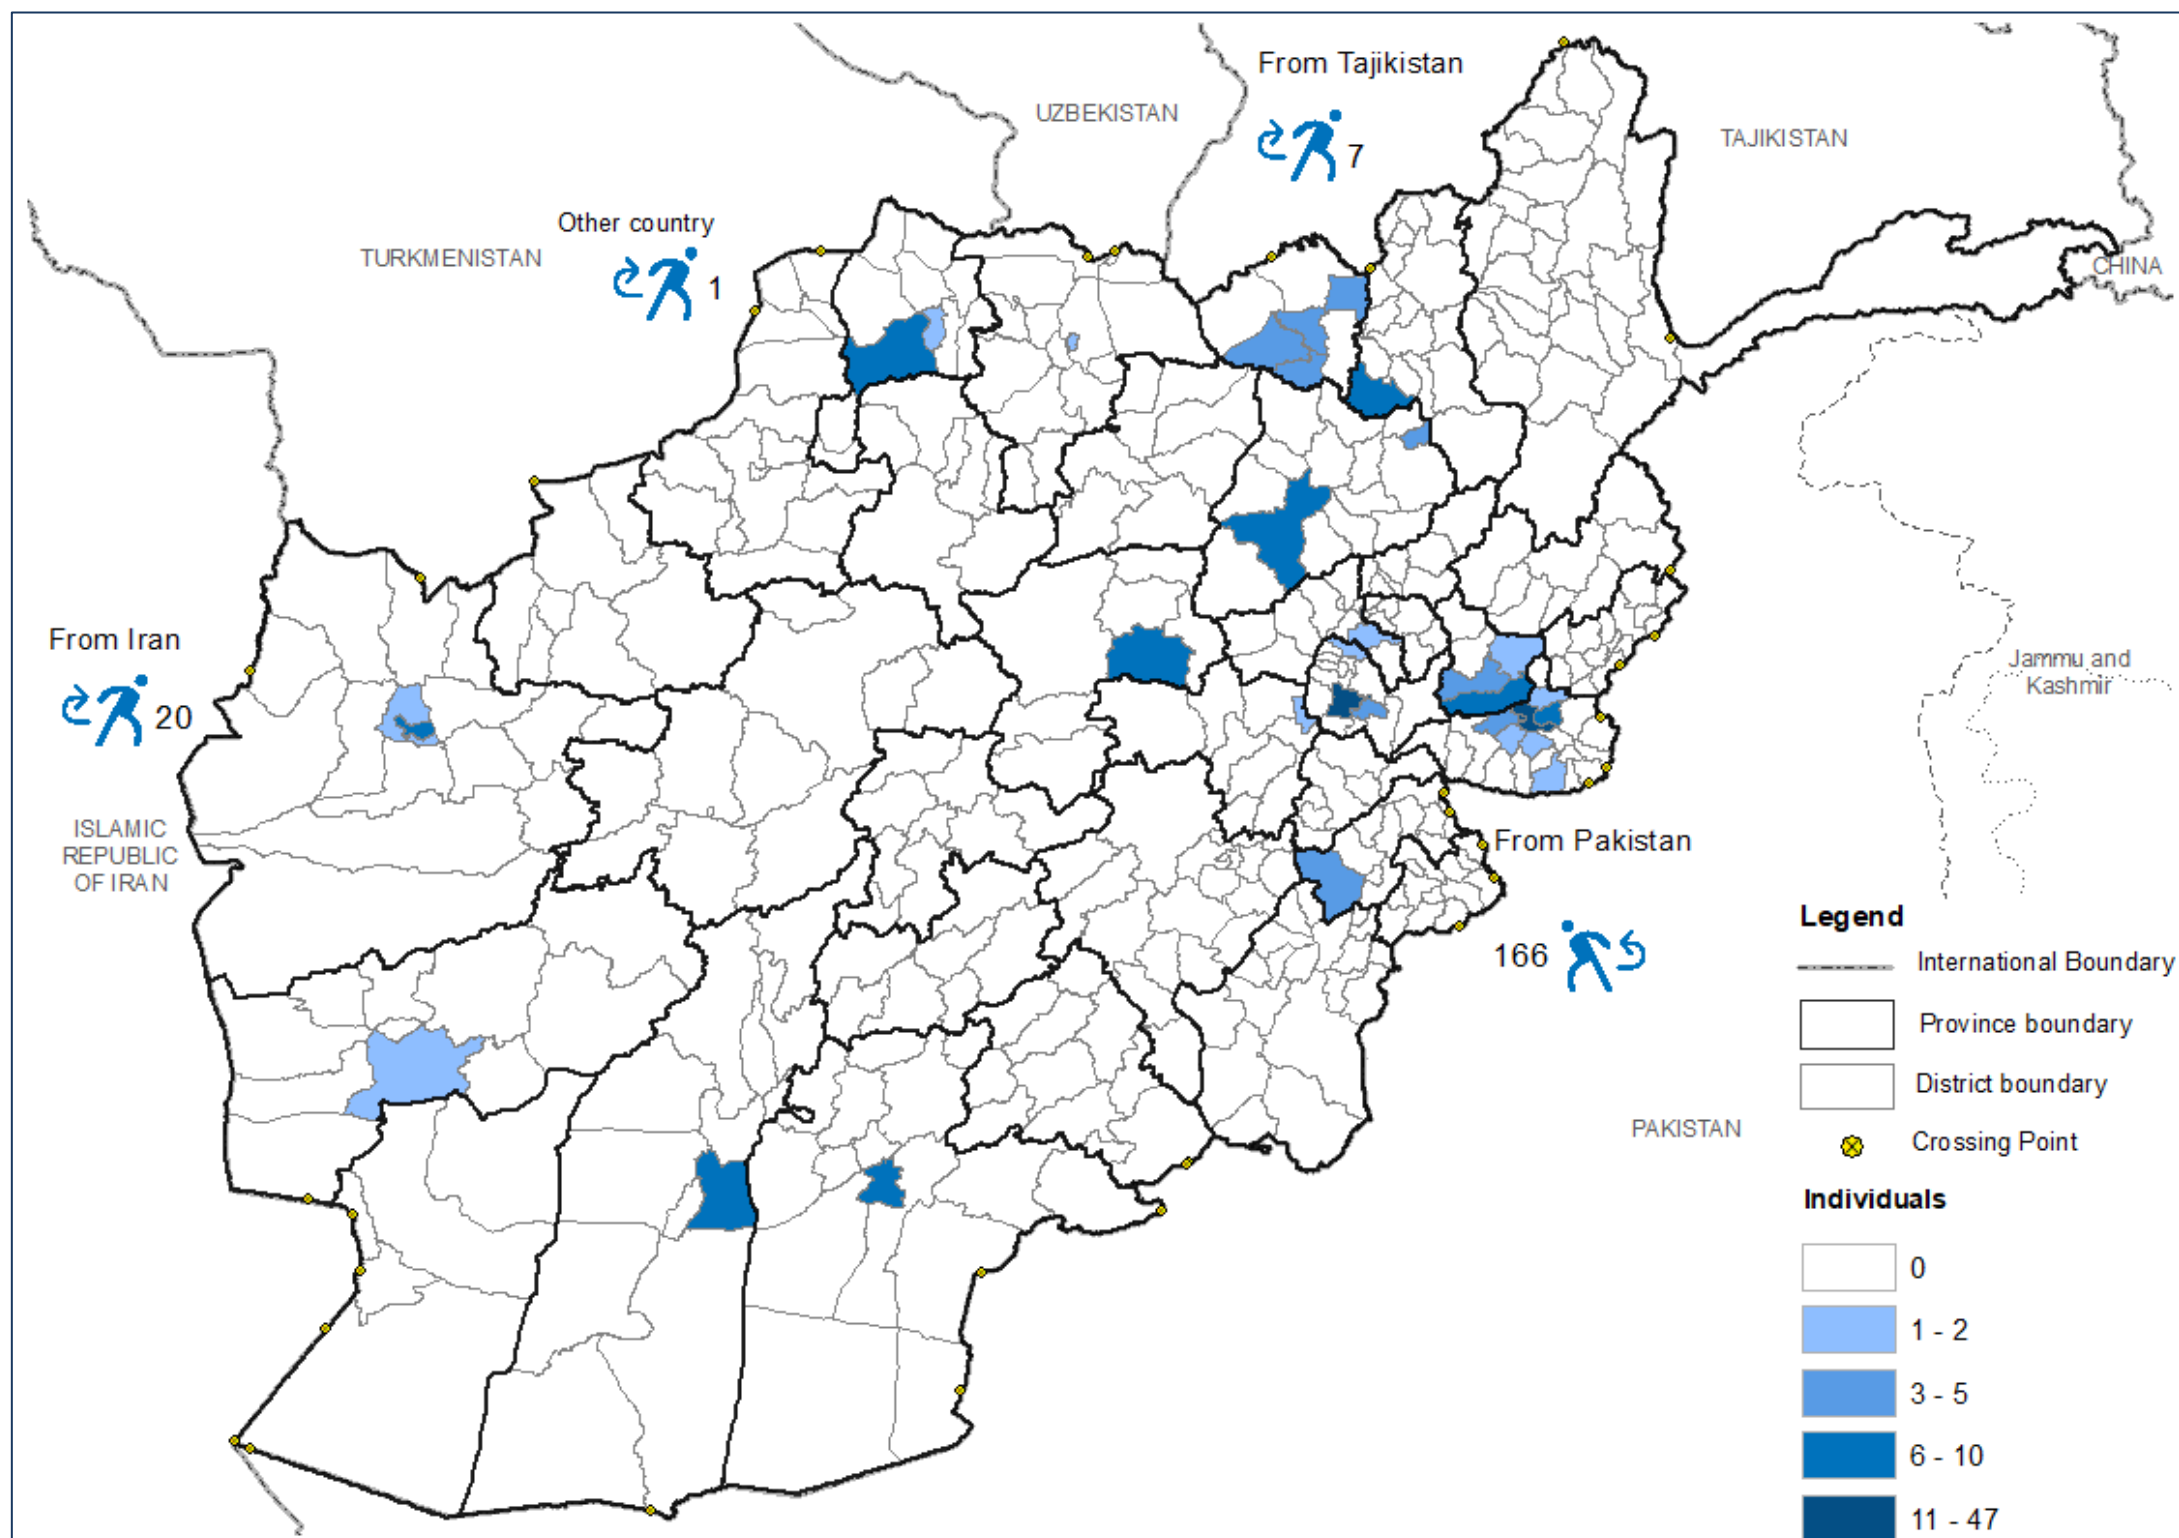 From Tajikistan
7
UZBEKISTAN
TAJIKISTAN
Other country
1
TURKMENISTAN
CHINA
From Iran
20
Jammu and
Kashmir
ISLAMIC
REPUBLIC
OF IRAN
From Pakistan
166
PAKISTAN
Legend
International Boundary
Province boundary
District boundary
Crossing Point
Individuals
0
1 - 2
3 - 5
6 - 10
11 - 47